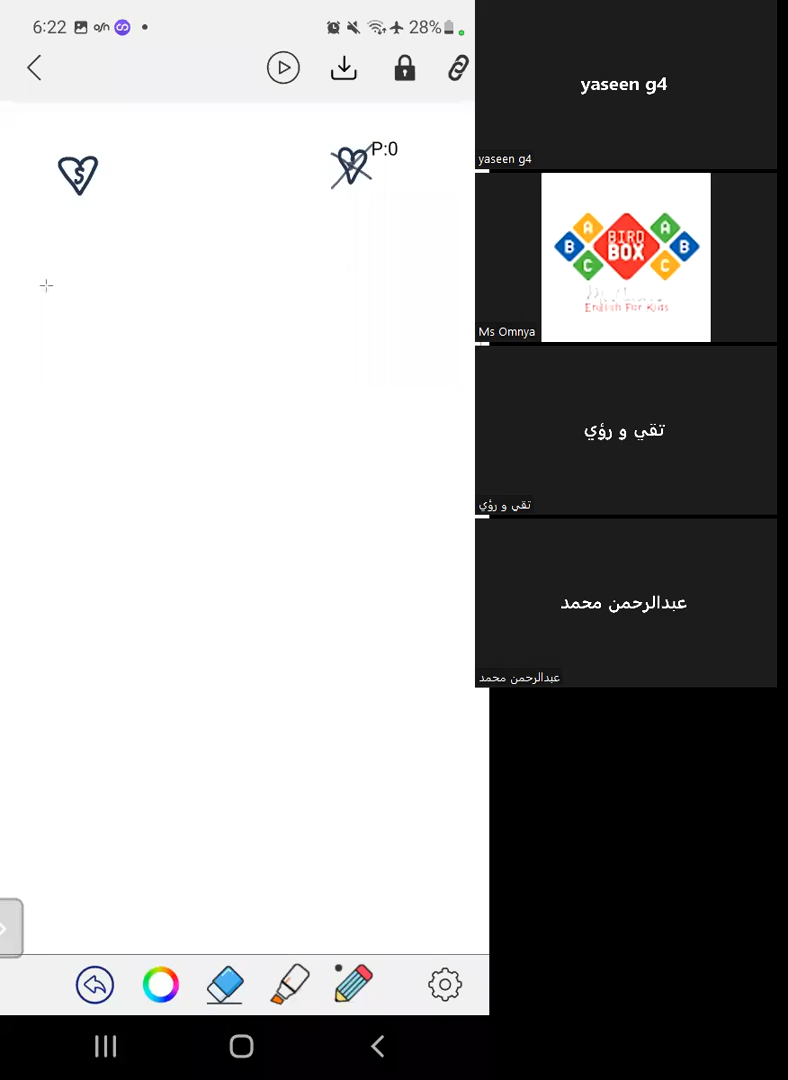 6:22
28%
yaseen g4
yaseen g4
P:0
S
A A
B BIRD BOX B
C C
English For Kids
Ms Omnya
تقي و رؤي
تقي و رؤي
عبدالرحمن محمد
عبدالرحمن محمد